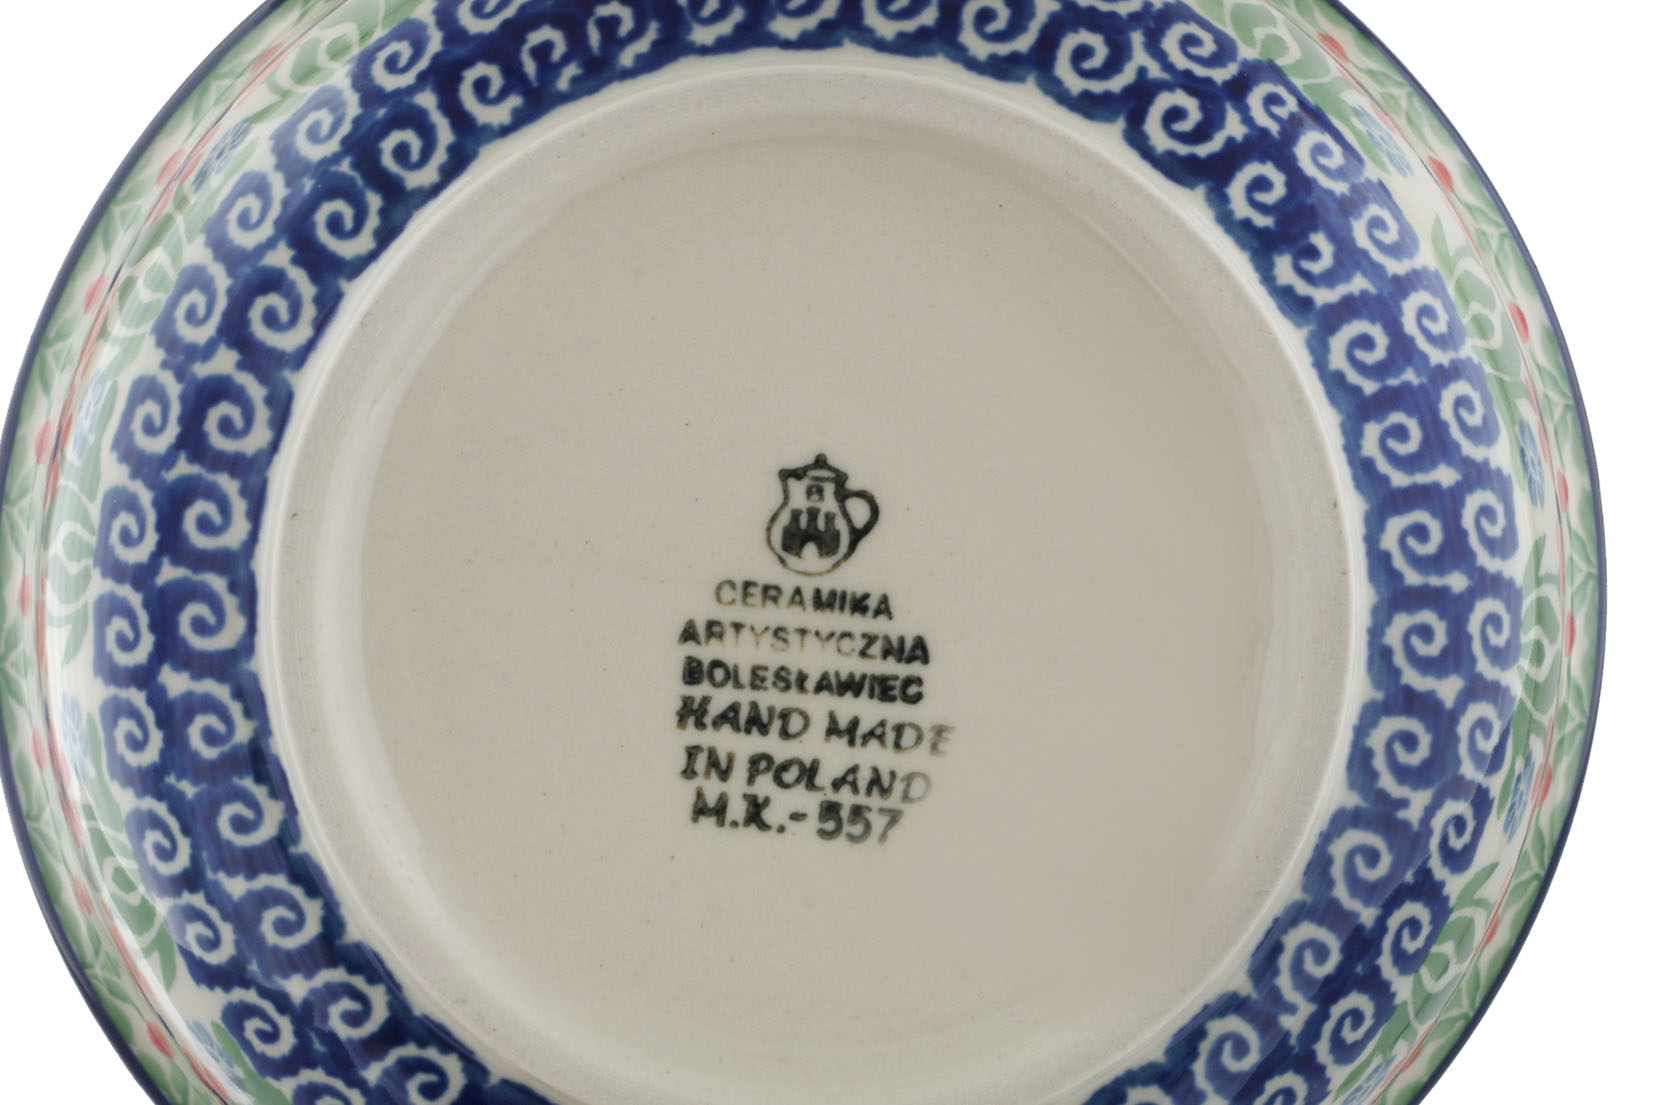 CERAMIKA
ARTYSTYCZNA
BOLESŁAWIEC
HAND MADE
IN POLAND
M.K.-557